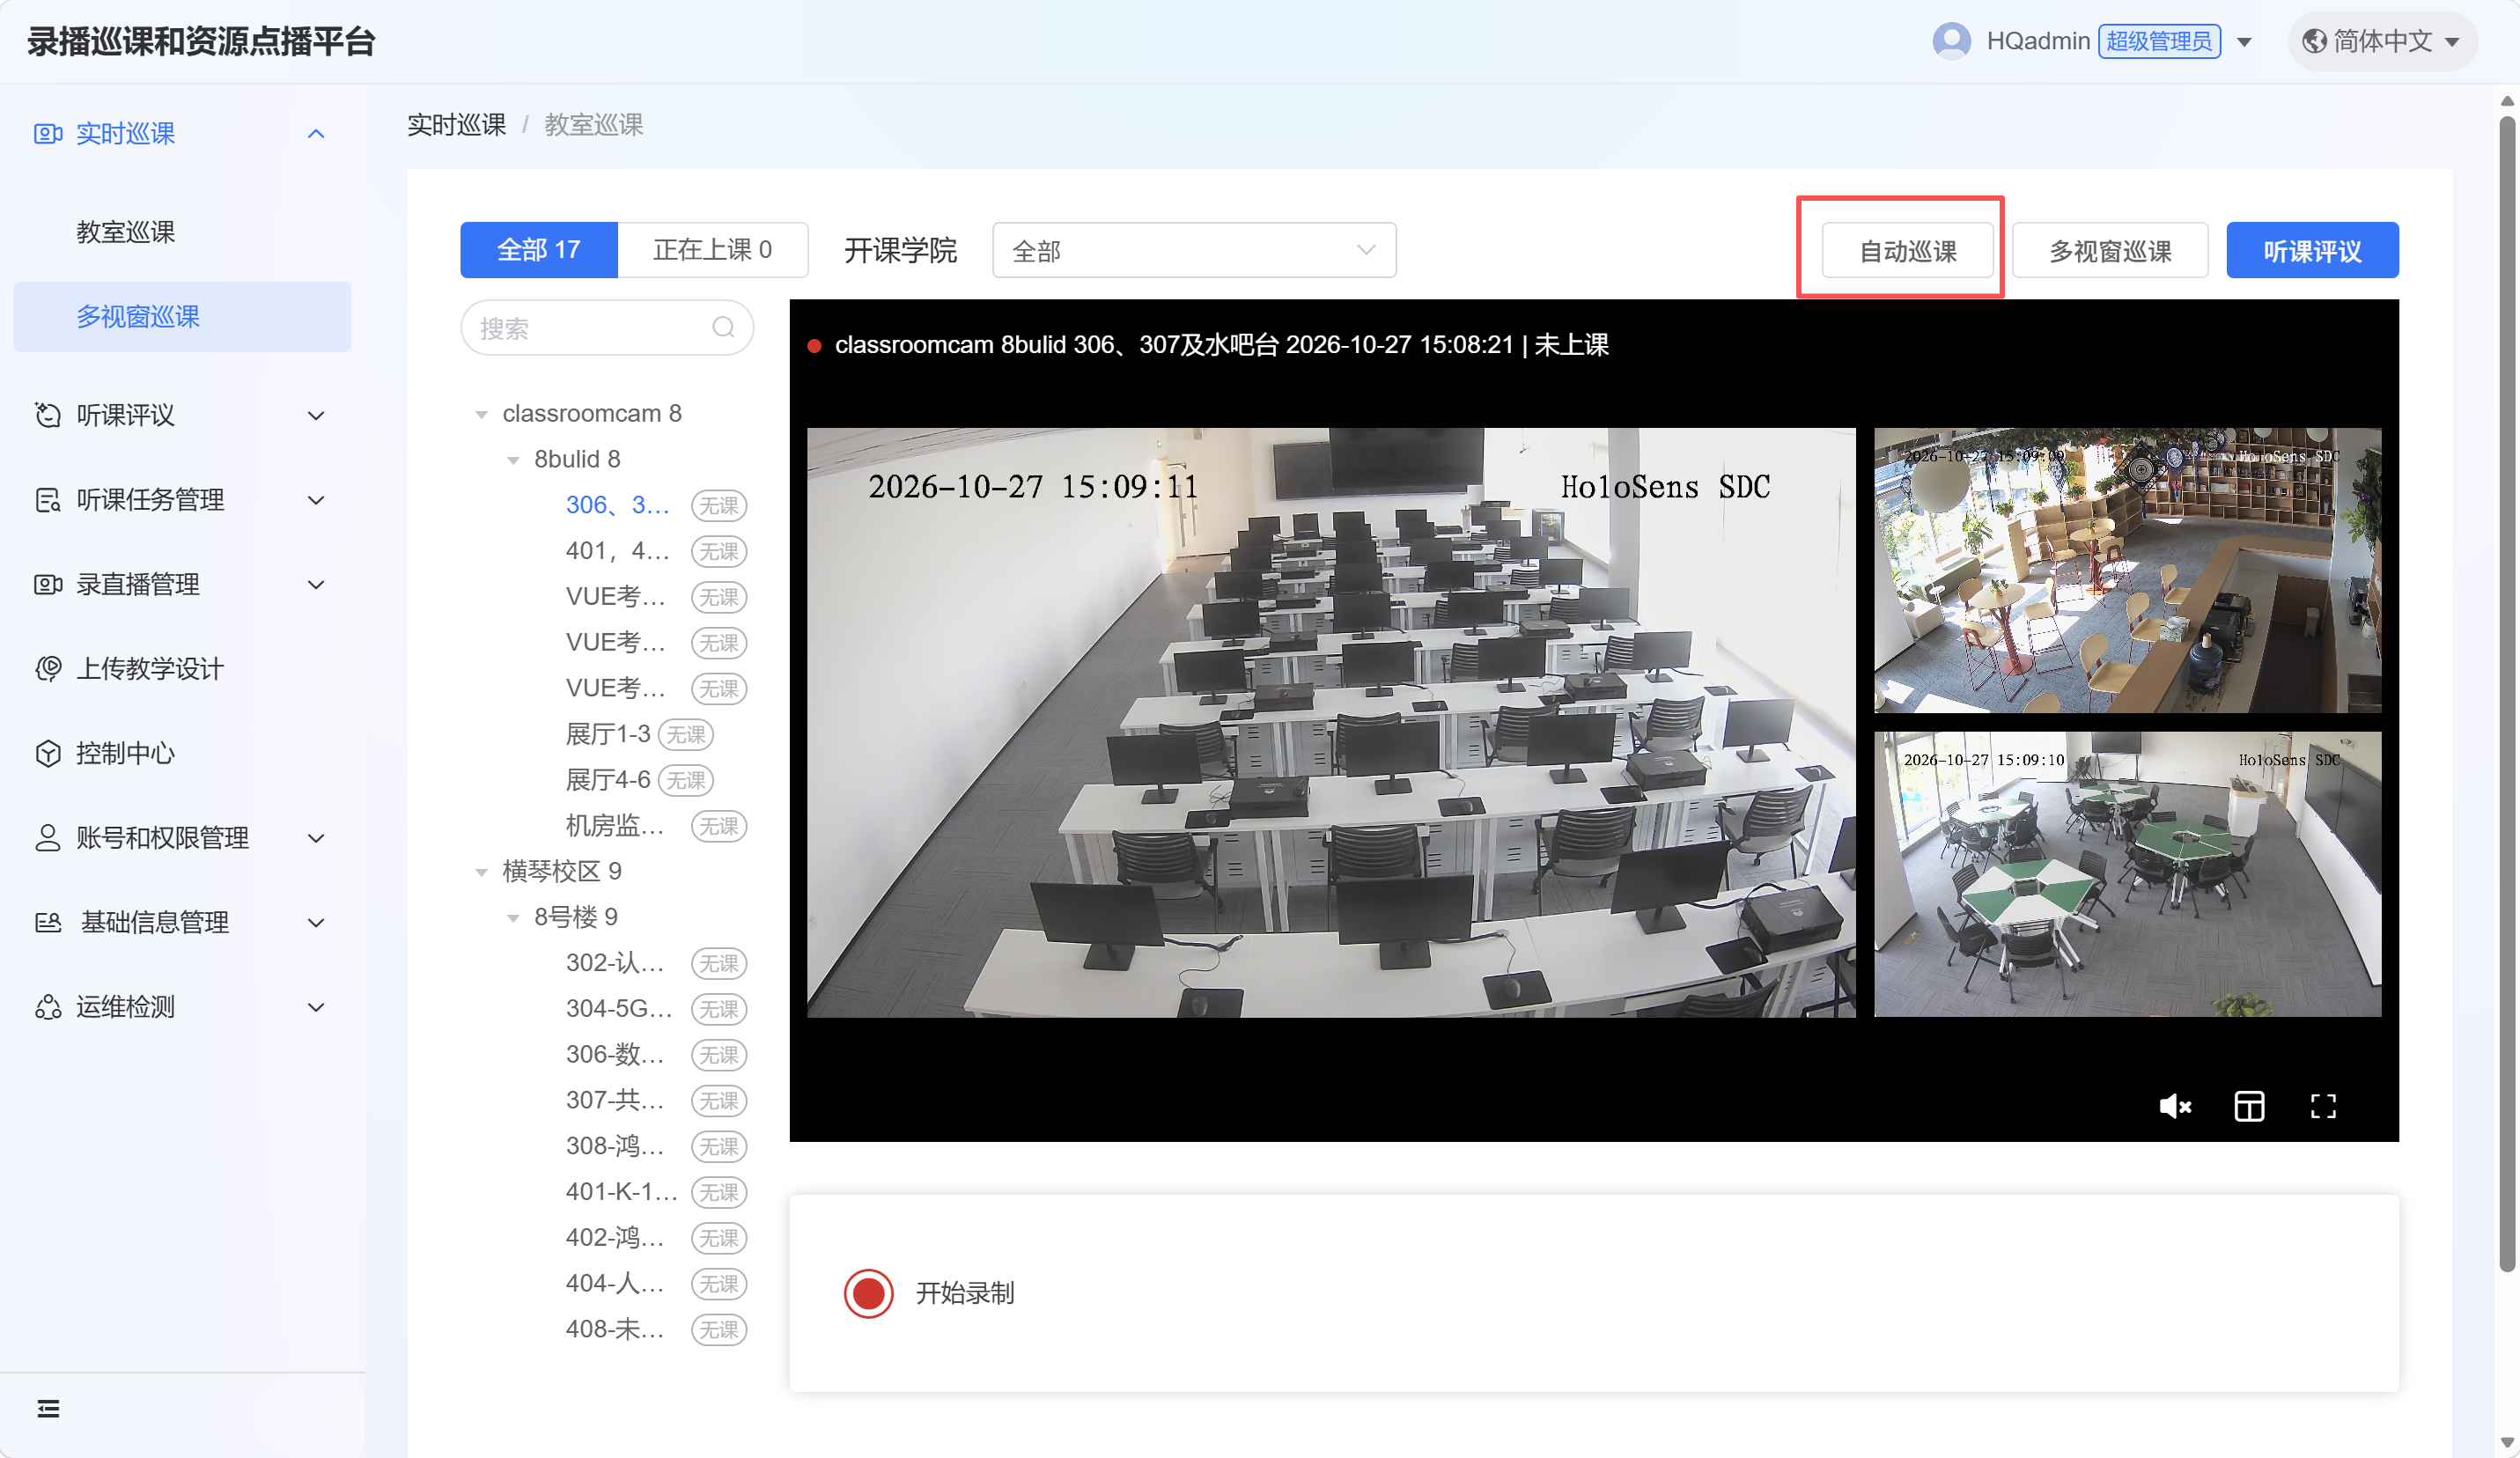 录播巡课和资源点播平台
HQadmin 超级管理员
简体中文
实时巡课
教室巡课
多视窗巡课
听课评议
听课任务管理
录直播管理
上传教学设计
控制中心
账号和权限管理
基础信息管理
运维检测
实时巡课 / 教室巡课
全部 17
正在上课 0
开课学院
全部
自动巡课
多视窗巡课
听课评议
搜索
classroomcam 8
8bulid 8
306、3... 无课
401，4... 无课
VUE考... 无课
VUE考... 无课
VUE考... 无课
展厅1-3 无课
展厅4-6 无课
机房监... 无课
横琴校区 9
8号楼 9
302-认... 无课
304-5G... 无课
306-数... 无课
307-共... 无课
308-鸿... 无课
401-K-1... 无课
402-鸿... 无课
404-人... 无课
408-未... 无课
classroomcam 8bulid 306、307及水吧台 2026-10-27 15:08:21 | 未上课
2026-10-27 15:09:11
HoloSens SDC
2026-10-27 15:09:09
HoloSens SDC
2026-10-27 15:09:10
HoloSens SDC
开始录制